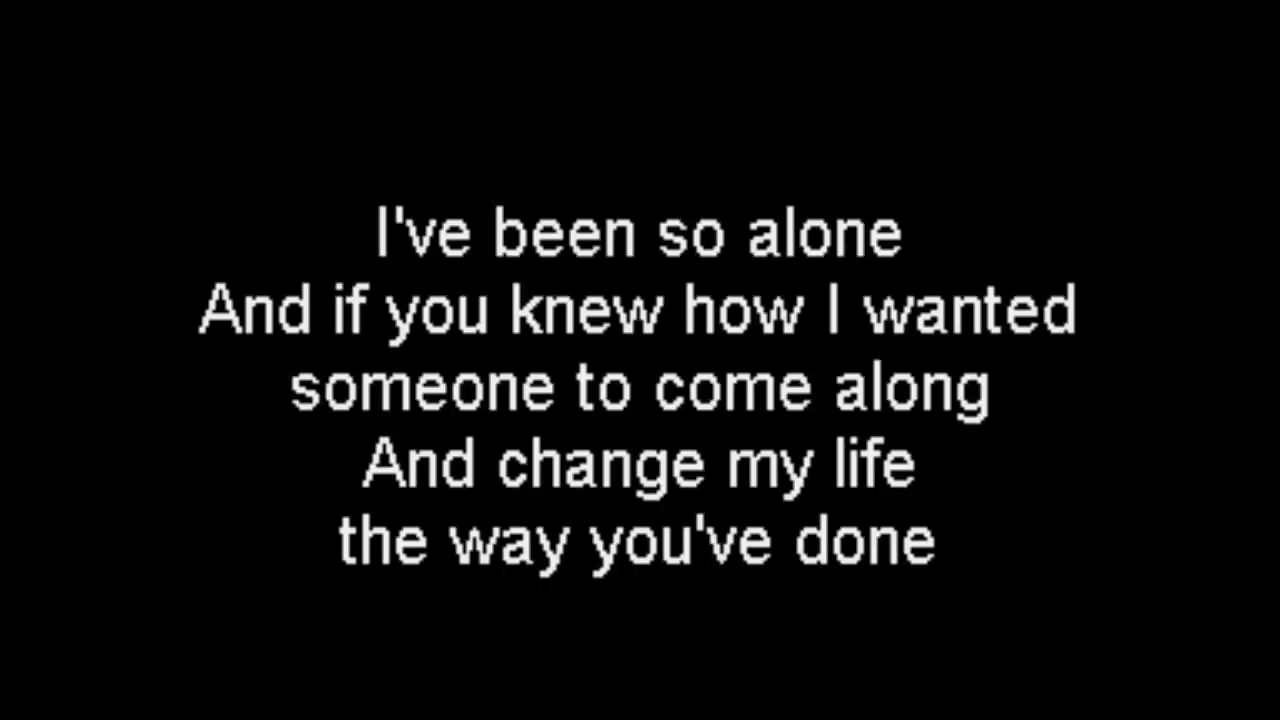 I've been so alone
And if you knew how I wanted
someone to come along
And change my life
the way you've done